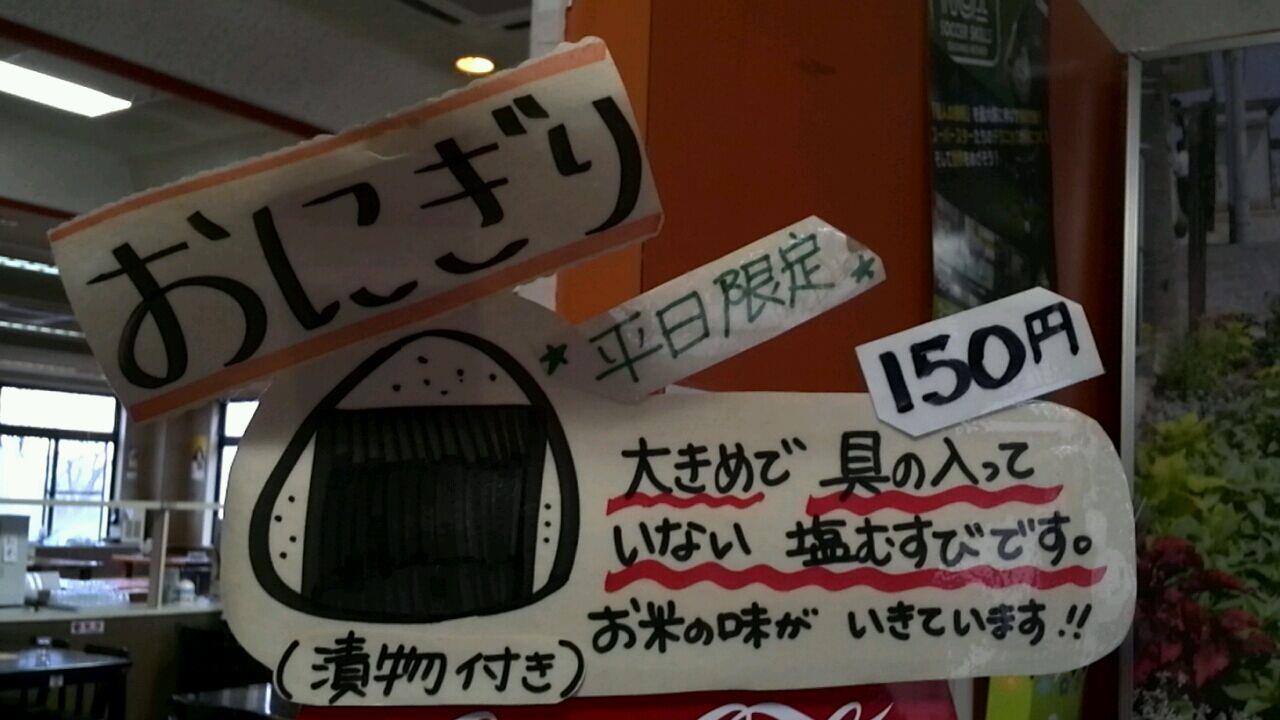 おにぎり
★平日限定★
150円
大きめで 具の入って
いない 塩むすびです。
お米の味が いきています!!
(漬物付き)
SOCCER SKILLS